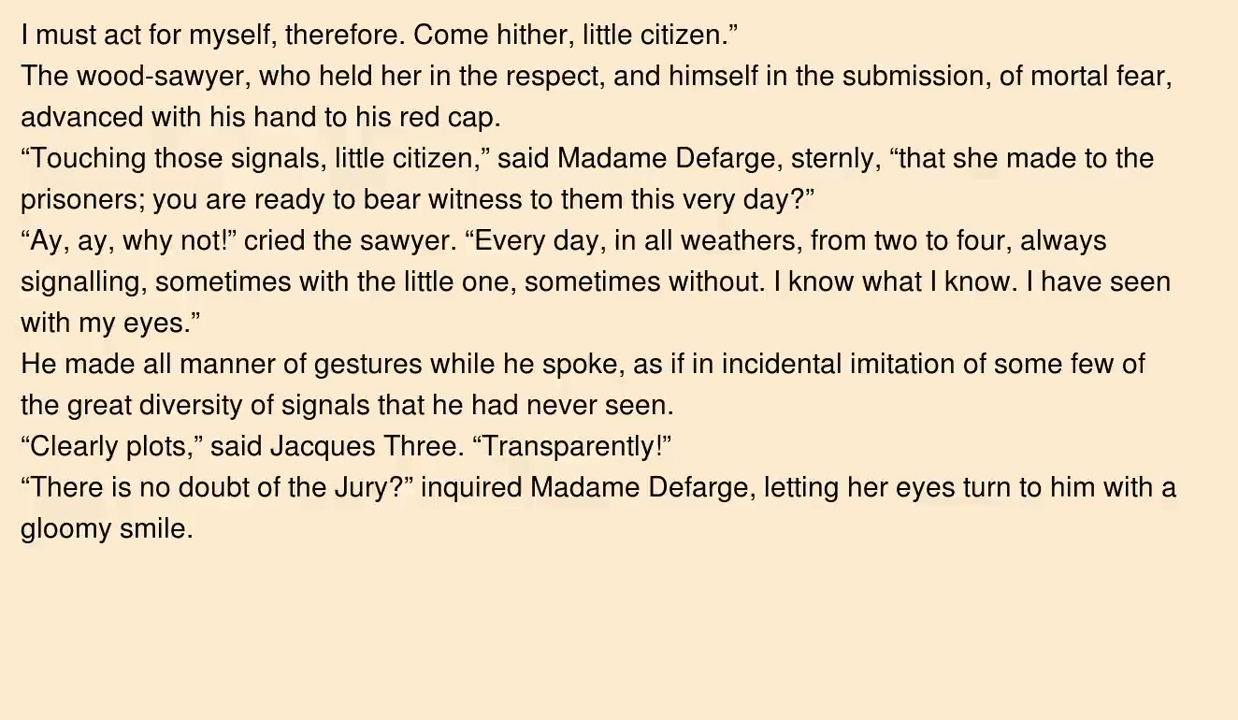 I must act for myself, therefore. Come hither, little citizen.”
The wood-sawyer, who held her in the respect, and himself in the submission, of mortal fear,
advanced with his hand to his red cap.
“Touching those signals, little citizen,” said Madame Defarge, sternly, “that she made to the
prisoners; you are ready to bear witness to them this very day?”
“Ay, ay, why not!” cried the sawyer. “Every day, in all weathers, from two to four, always
signalling, sometimes with the little one, sometimes without. I know what I know. I have seen
with my eyes.”
He made all manner of gestures while he spoke, as if in incidental imitation of some few of
the great diversity of signals that he had never seen.
“Clearly plots,” said Jacques Three. “Transparently!”
“There is no doubt of the Jury?” inquired Madame Defarge, letting her eyes turn to him with a
gloomy smile.